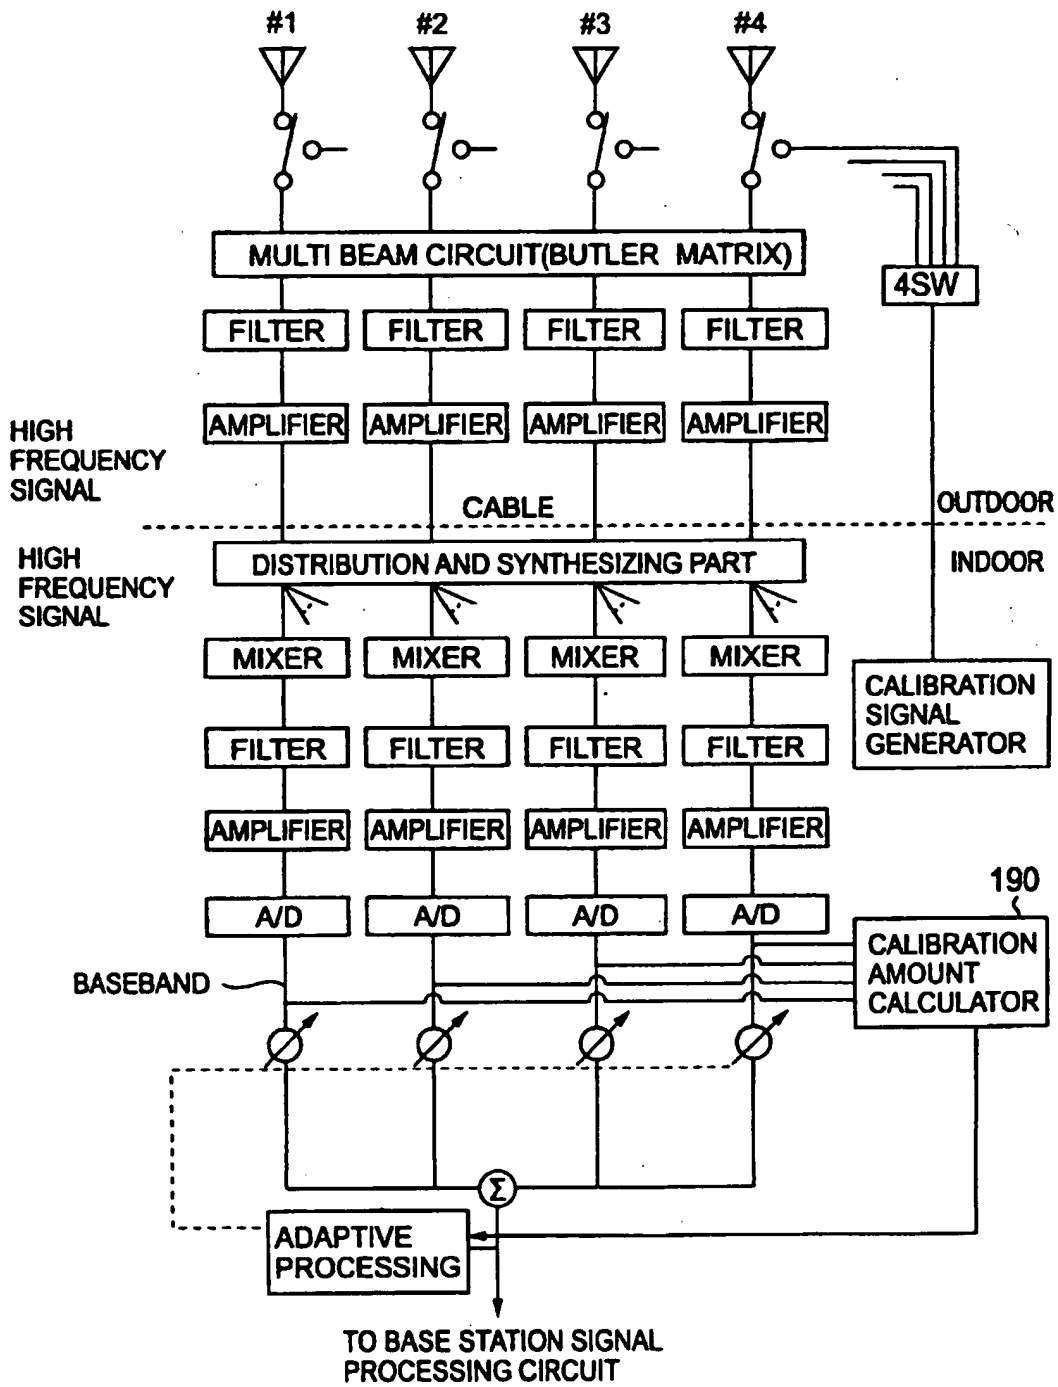 #1 #2 #3 #4
MULTI BEAM CIRCUIT(BUTLER MATRIX)
4SW
FILTER FILTER FILTER FILTER
AMPLIFIER AMPLIFIER AMPLIFIER AMPLIFIER
HIGH
FREQUENCY
SIGNAL
CABLE
OUTDOOR
HIGH
FREQUENCY
SIGNAL
DISTRIBUTION AND SYNTHESIZING PART
INDOOR
MIXER MIXER MIXER MIXER
CALIBRATION
SIGNAL
GENERATOR
FILTER FILTER FILTER FILTER
AMPLIFIER AMPLIFIER AMPLIFIER AMPLIFIER
A/D A/D A/D A/D
190
CALIBRATION
AMOUNT
CALCULATOR
BASEBAND
Σ
ADAPTIVE
PROCESSING
TO BASE STATION SIGNAL
PROCESSING CIRCUIT